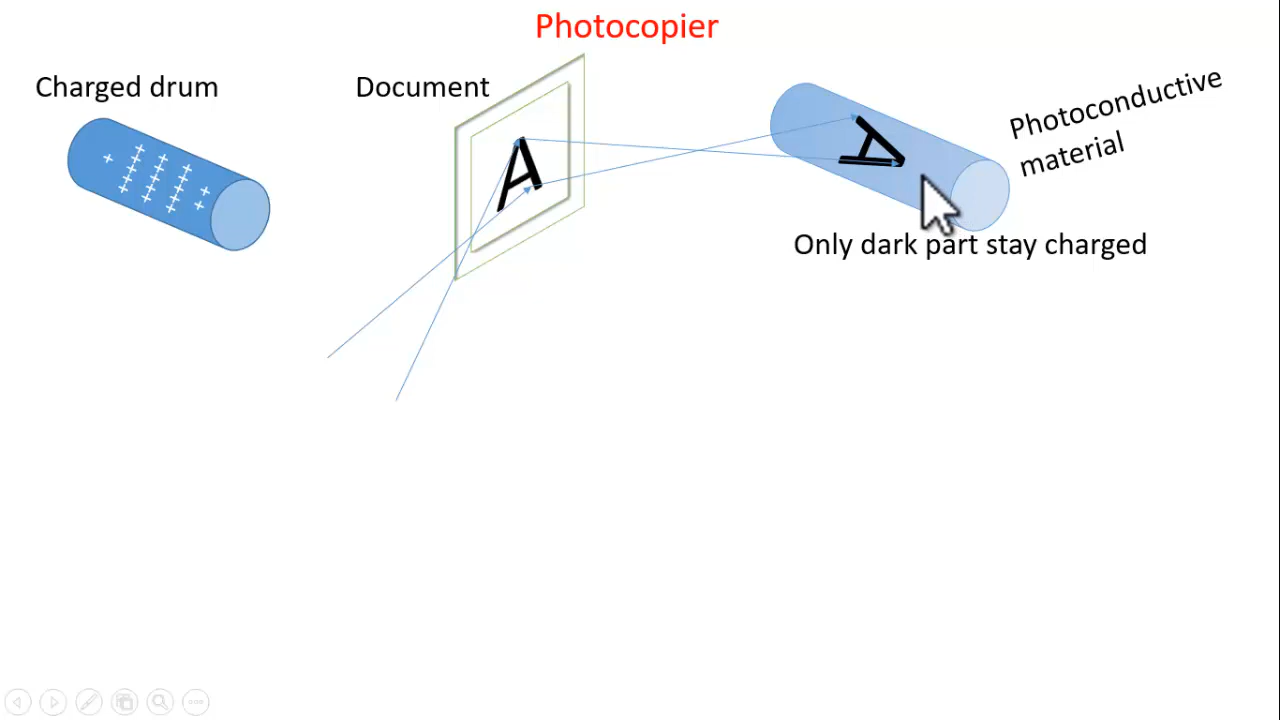 Photocopier
Charged drum
Document
A
A
Photoconductive
material
Only dark part stay charged